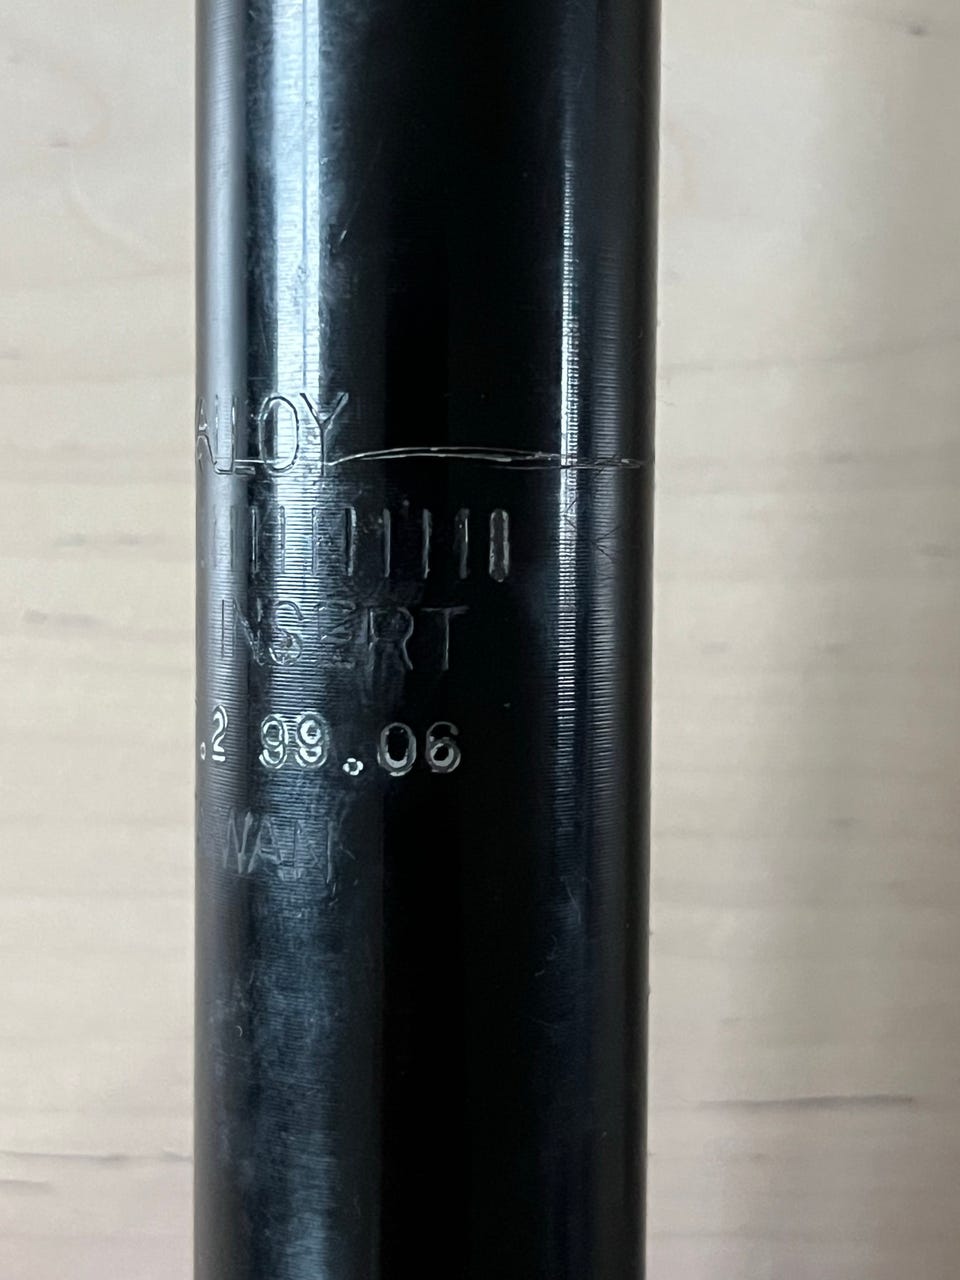 ALLOY
INSERT
.2 99.06